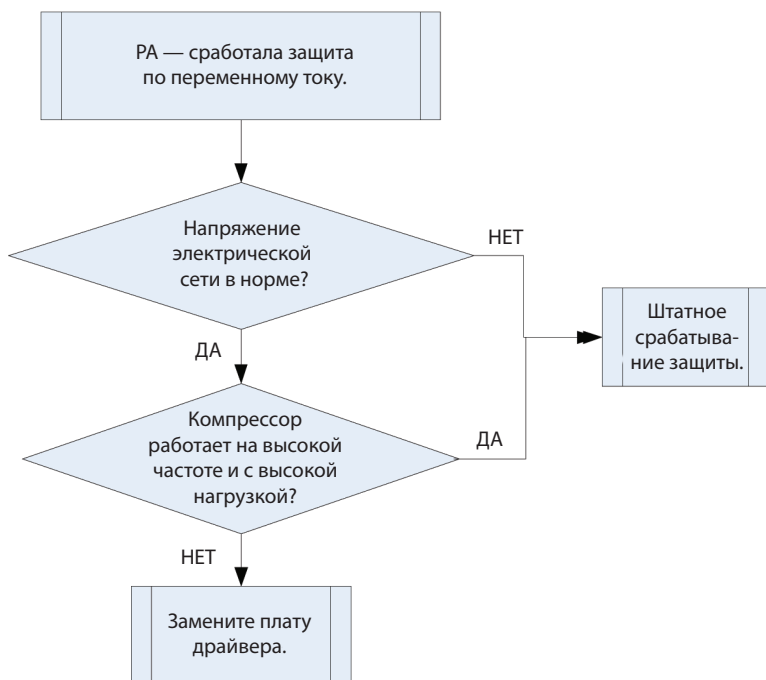 PA — сработала защита
по переменному току.
Напряжение
электрической
сети в норме?
НЕТ
Штатное
срабатыва-
ние защиты.
ДА
Компрессор
работает на высокой
частоте и с высокой
нагрузкой?
ДА
НЕТ
Замените плату
драйвера.